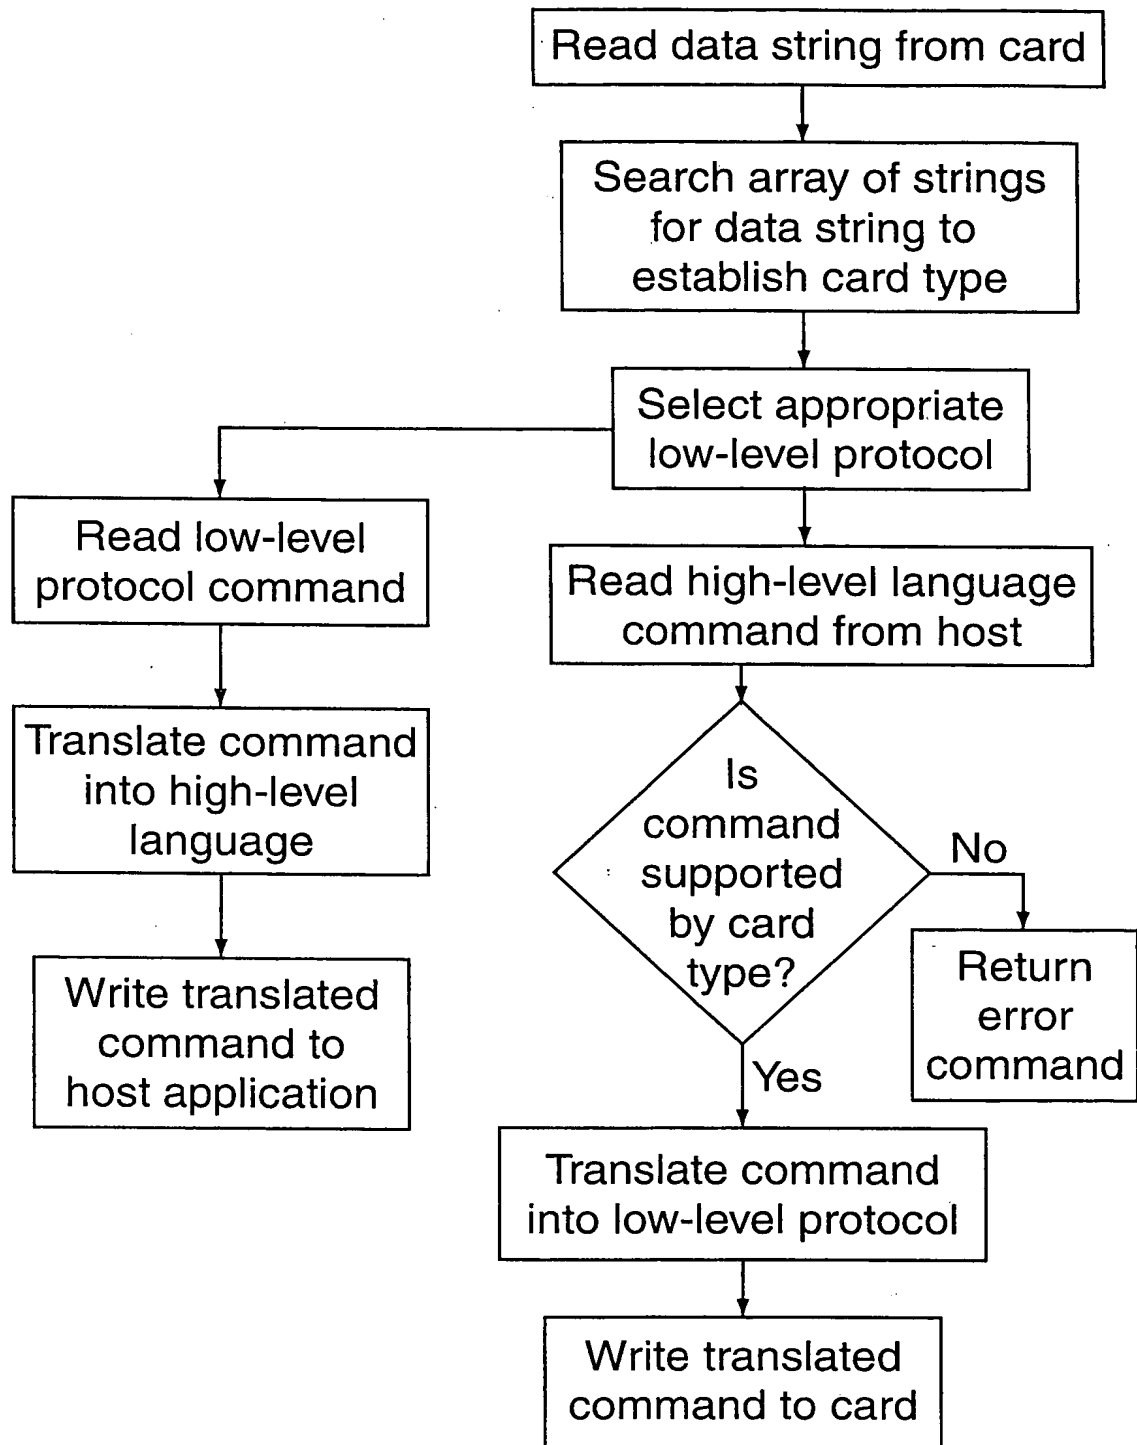 Read data string from card
Search array of strings
for data string to
establish card type
Select appropriate
low-level protocol
Read low-level
protocol command
Read high-level language
command from host
Translate command
into high-level
language
Is
command
supported
by card
type?
No
Write translated
command to
host application
Return
error
command
Yes
Translate command
into low-level protocol
Write translated
command to card